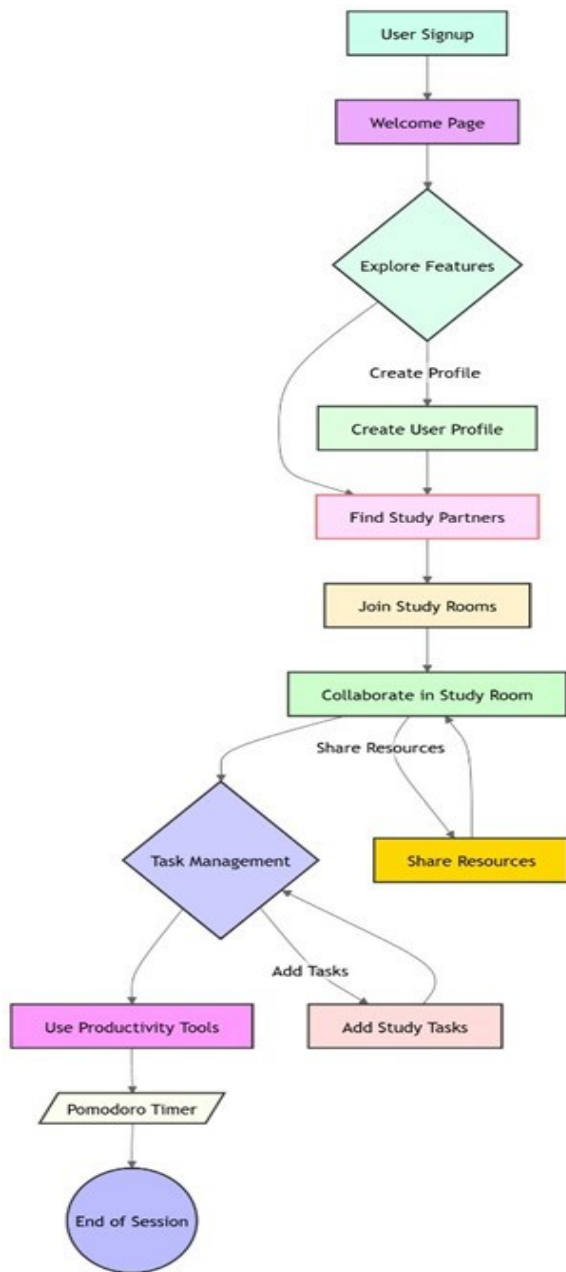 User Signup
Welcome Page
Explore Features
Create Profile
Create User Profile
Find Study Partners
Join Study Rooms
Collaborate in Study Room
Share Resources
Task Management
Share Resources
Add Tasks
Use Productivity Tools
Add Study Tasks
Pomodoro Timer
End of Session